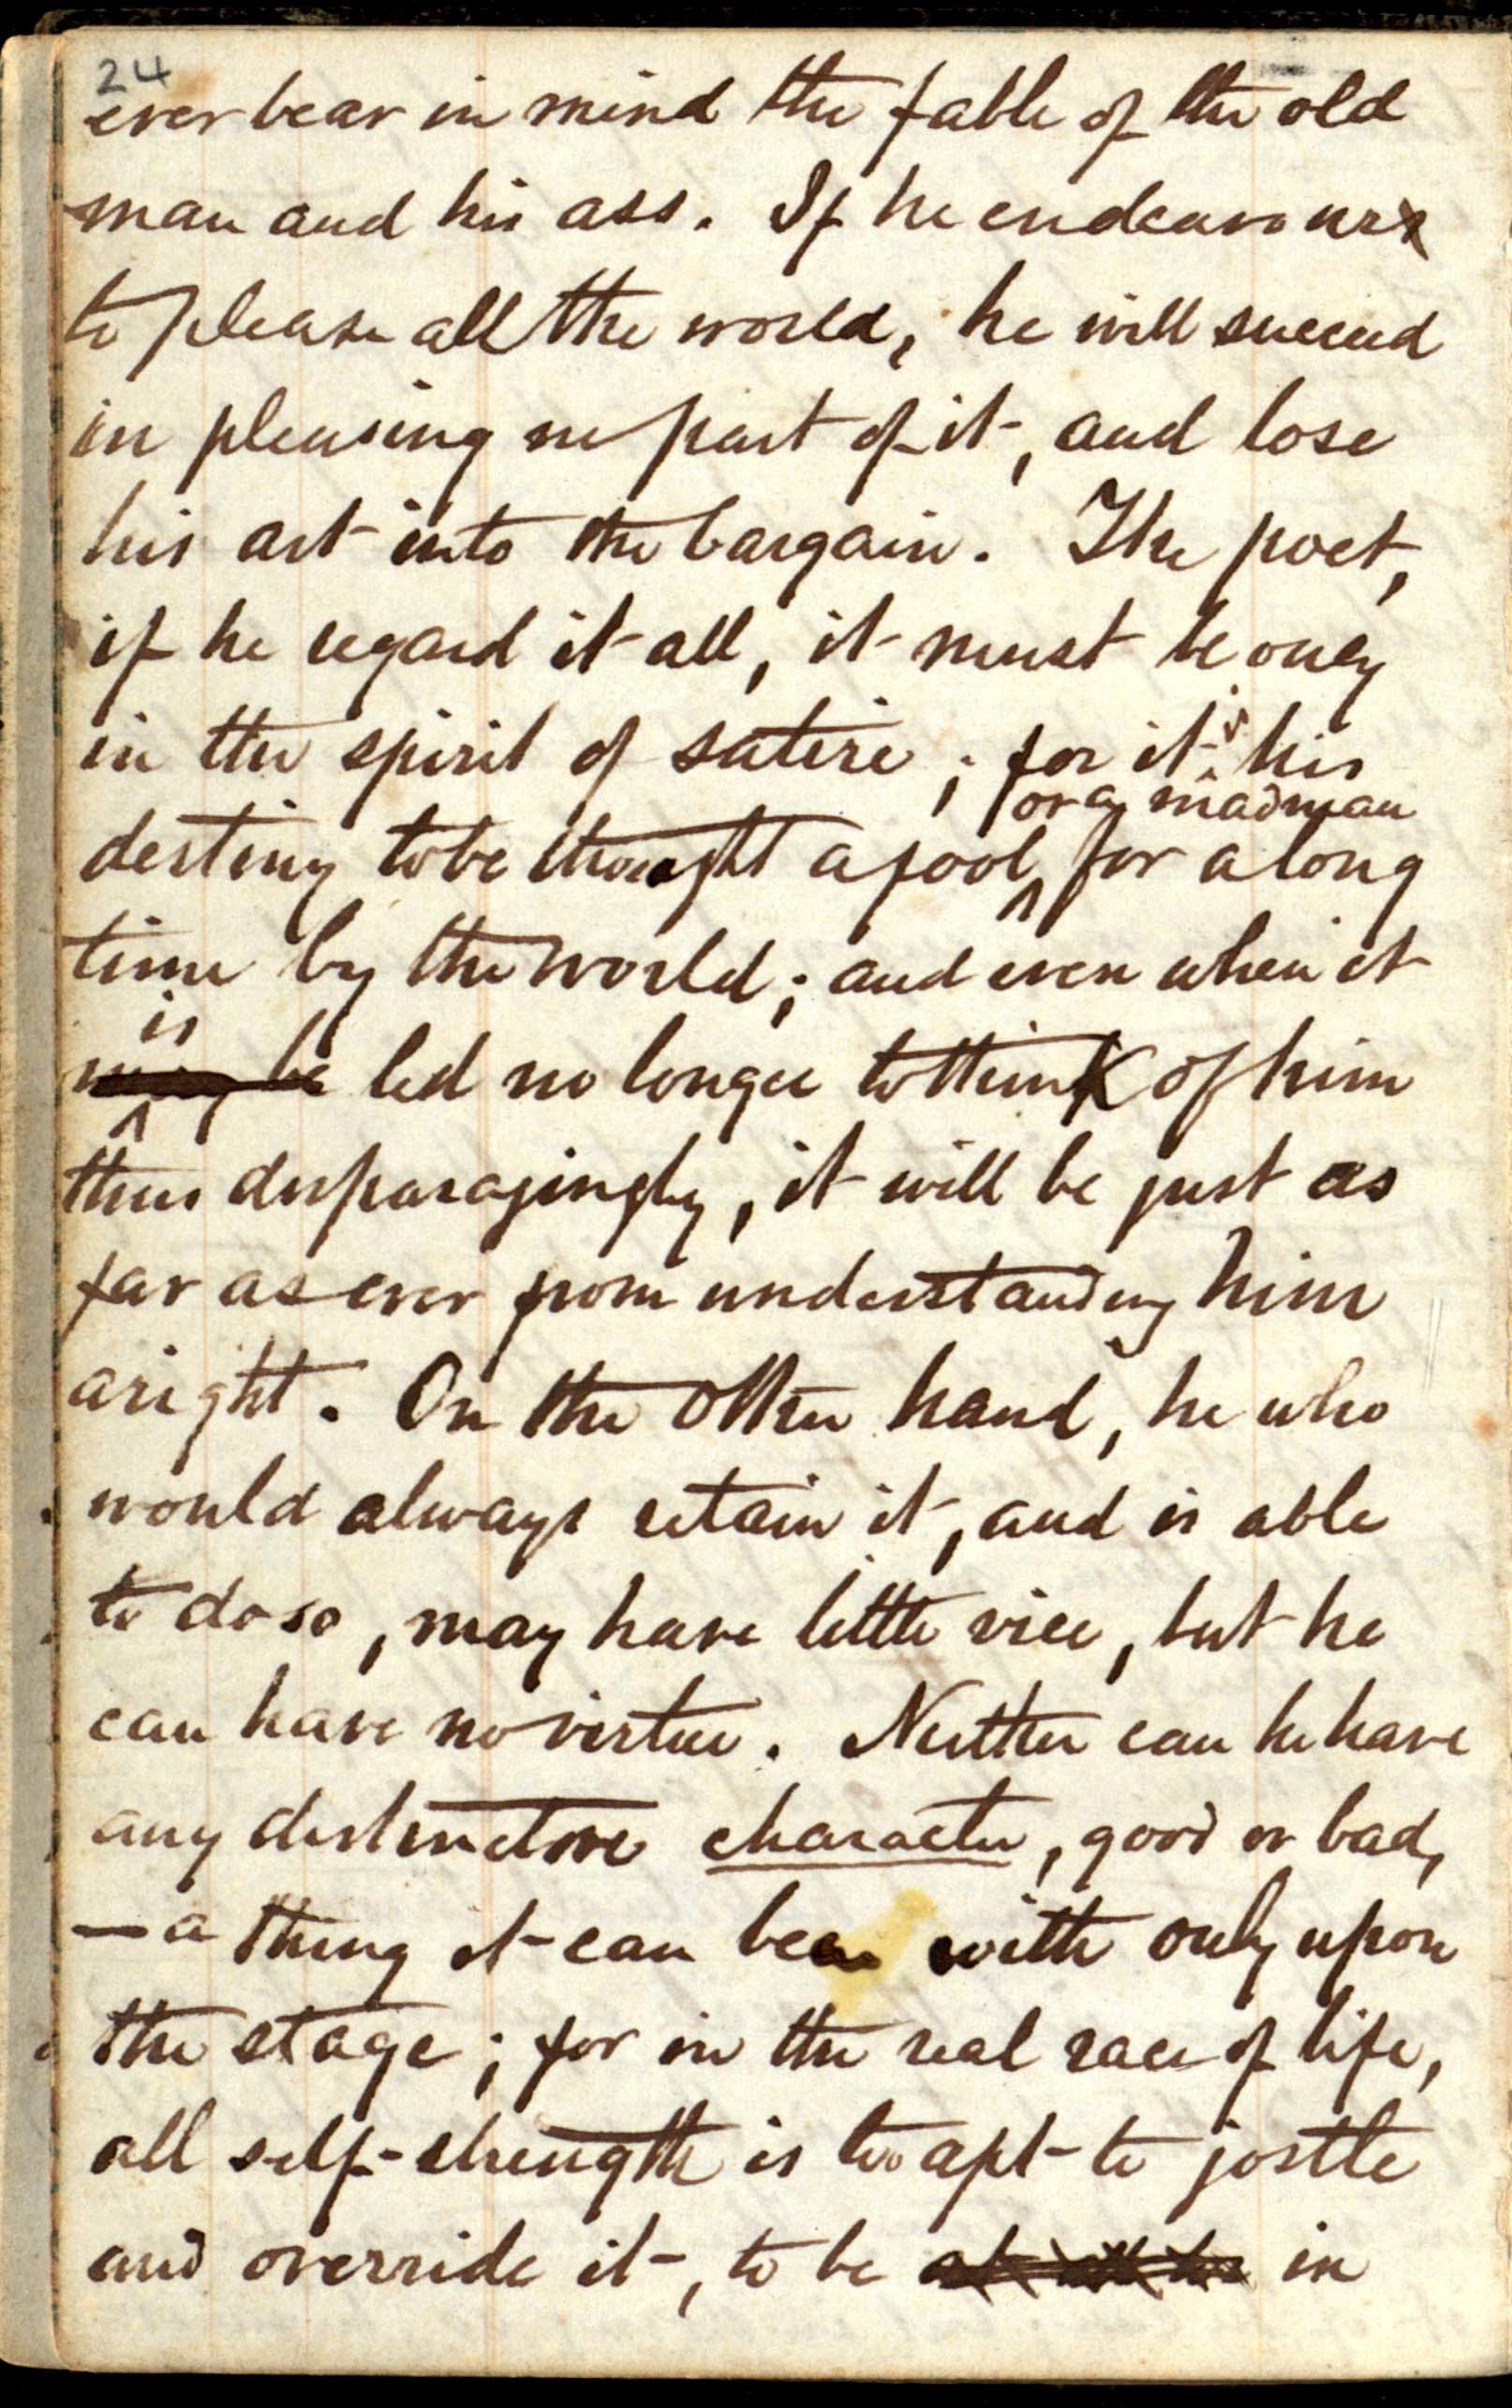 24
ever bear in mind the fable of the old
man and his ass. If he endeavour
to please all the world, he will succeed
in pleasing no part of it, and lose
his art into the bargain. The poet,
if he regard it all, it must be only
in the spirit of satire; for it is his
or a madman
destiny to be thought a fool for a long
time by the world; and even when it
is
may be led no longer to think of him
thus disparagingly, it will be just as
far as ever from understanding him
aright. On the other hand, he who
would always retain it, and is able
to do so, may have little vice, but he
can have no virtue. Neither can he have
any distinctive character, good or bad,
— a thing it can bear with only upon
the stage; for in the real race of life,
all self-strength is too apt to jostle
and override it, to be in